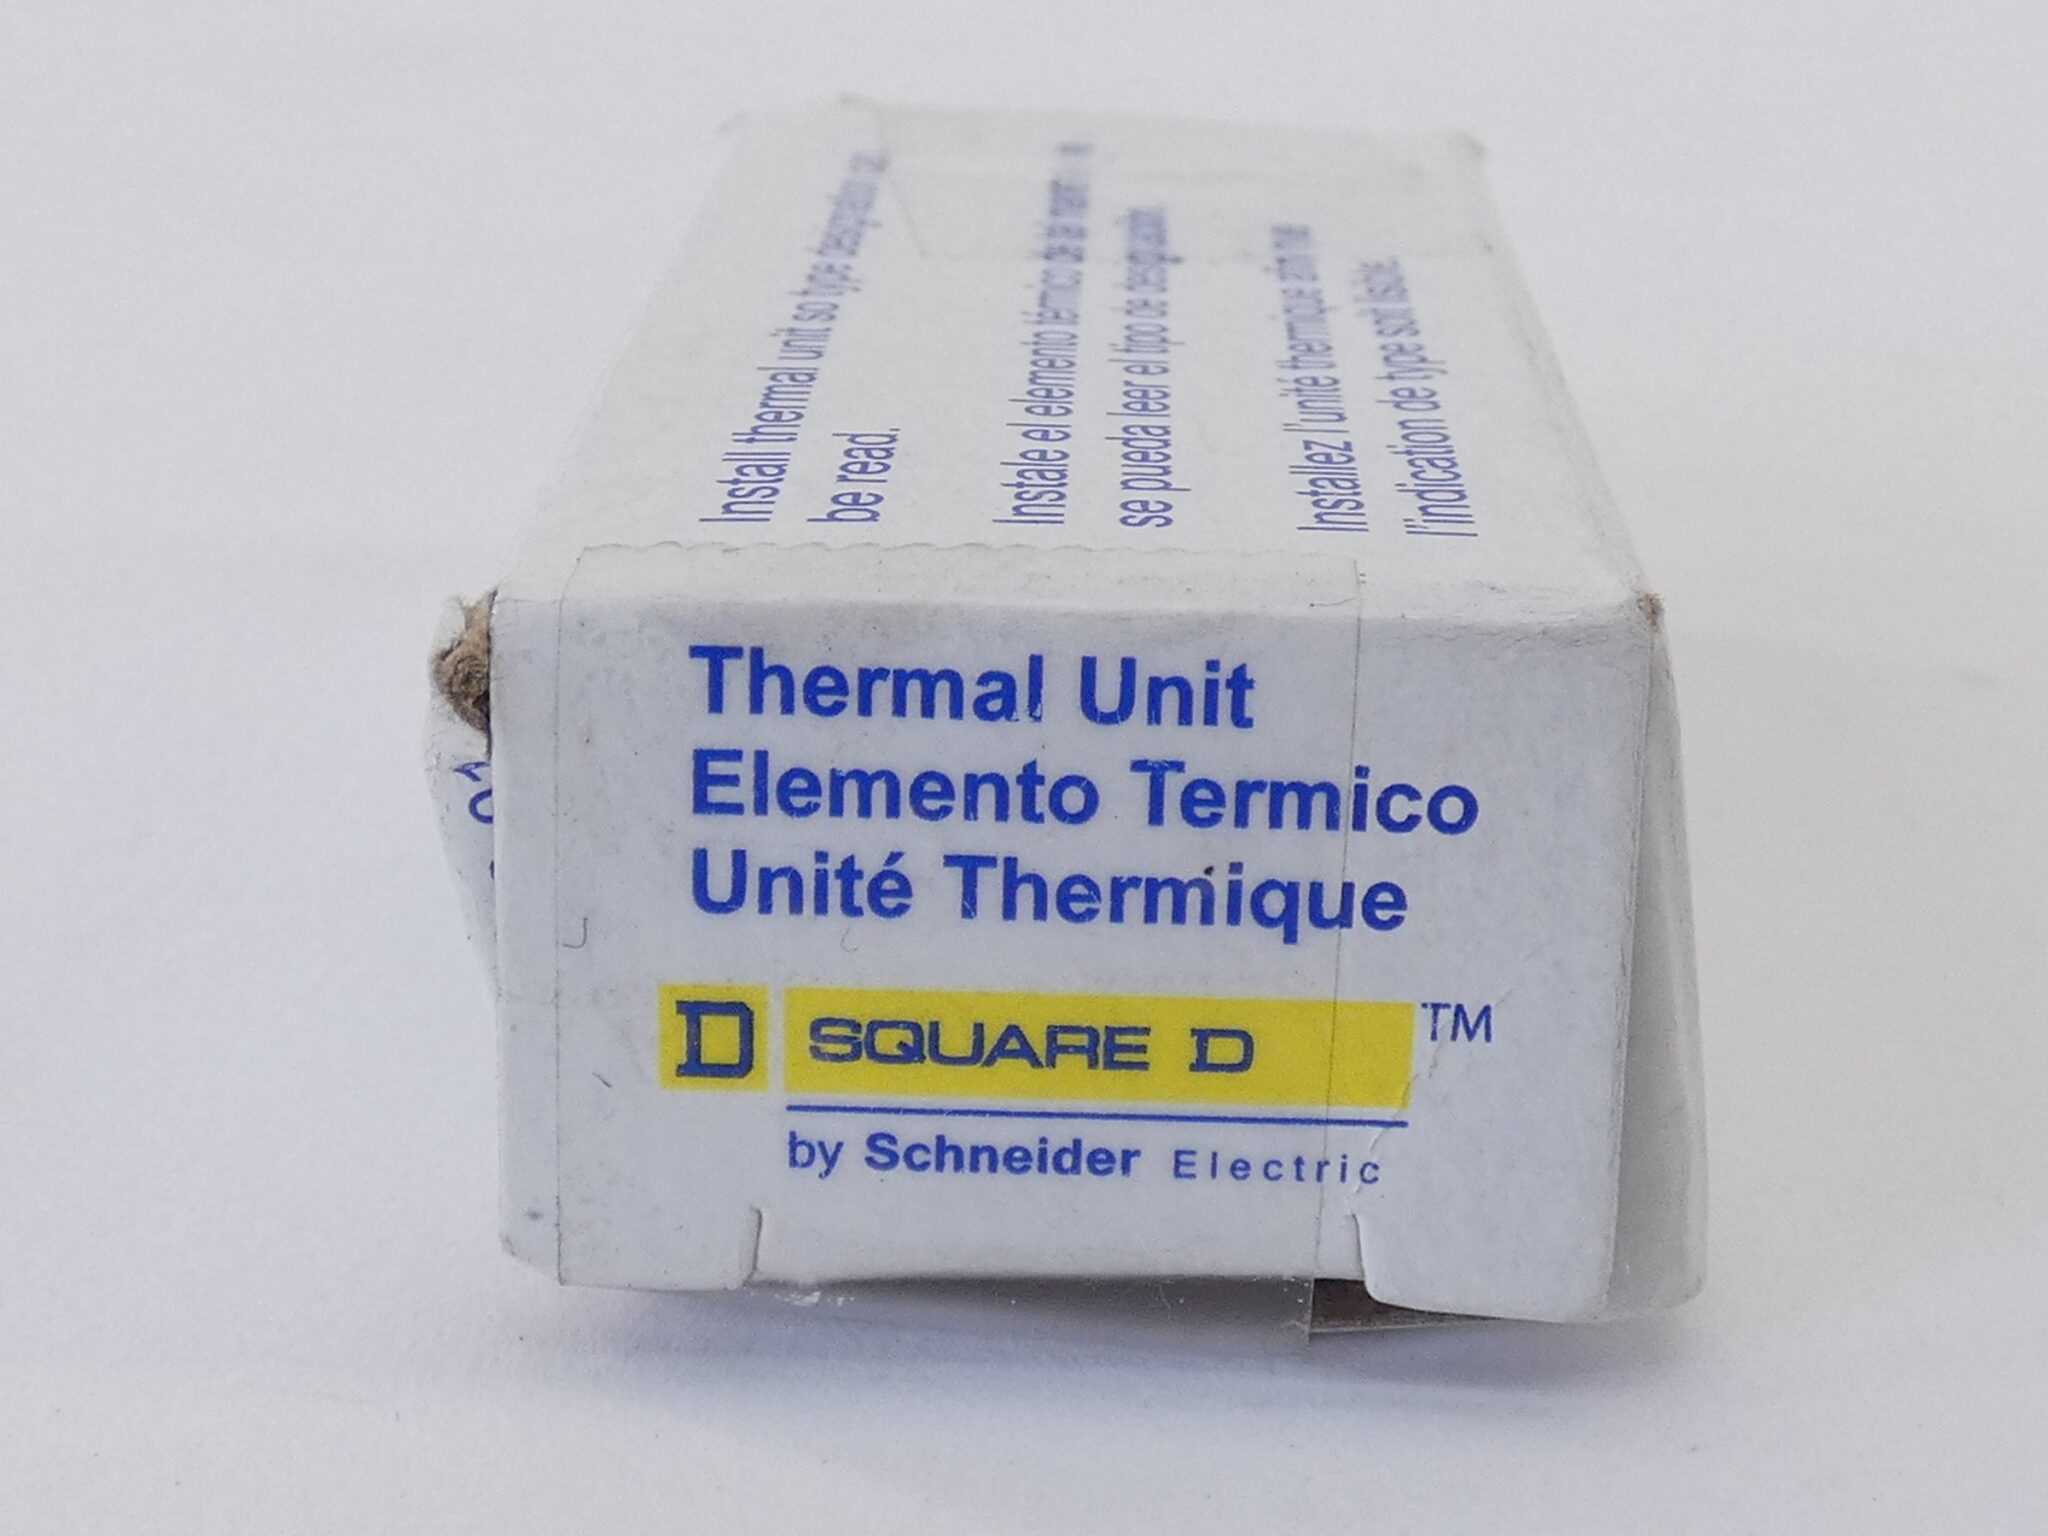 Install thermal unit so type designation can
be read.
Instale el elemento térmico de tal
se pueda leer el tipo de designación.
Installez l'unité thermique afin que
l'indication de type soit lisible.
Thermal Unit
Elemento Termico
Unité Thermique
D SQUARE D ™
by Schneider Electric